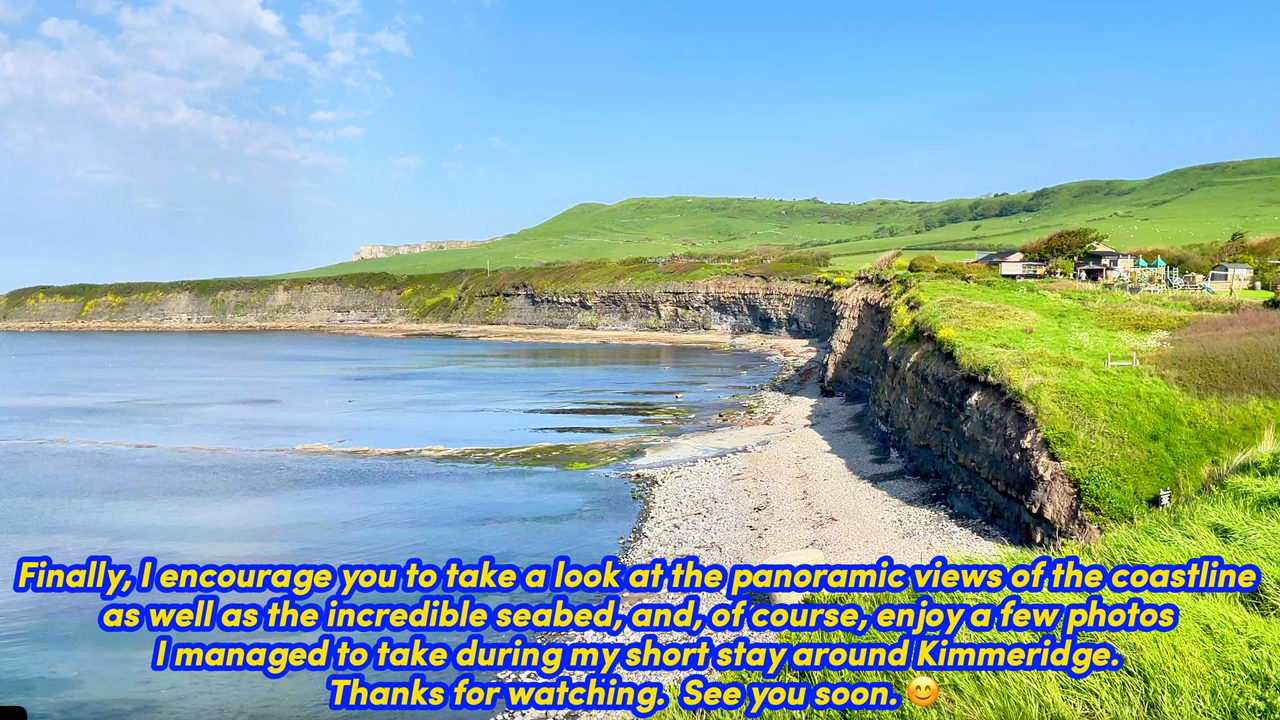 Finally, I encourage you to take a look at the panoramic views of the coastline
as well as the incredible seabed, and, of course, enjoy a few photos
I managed to take during my short stay around Kimmeridge.
Thanks for watching.  See you soon. 😊